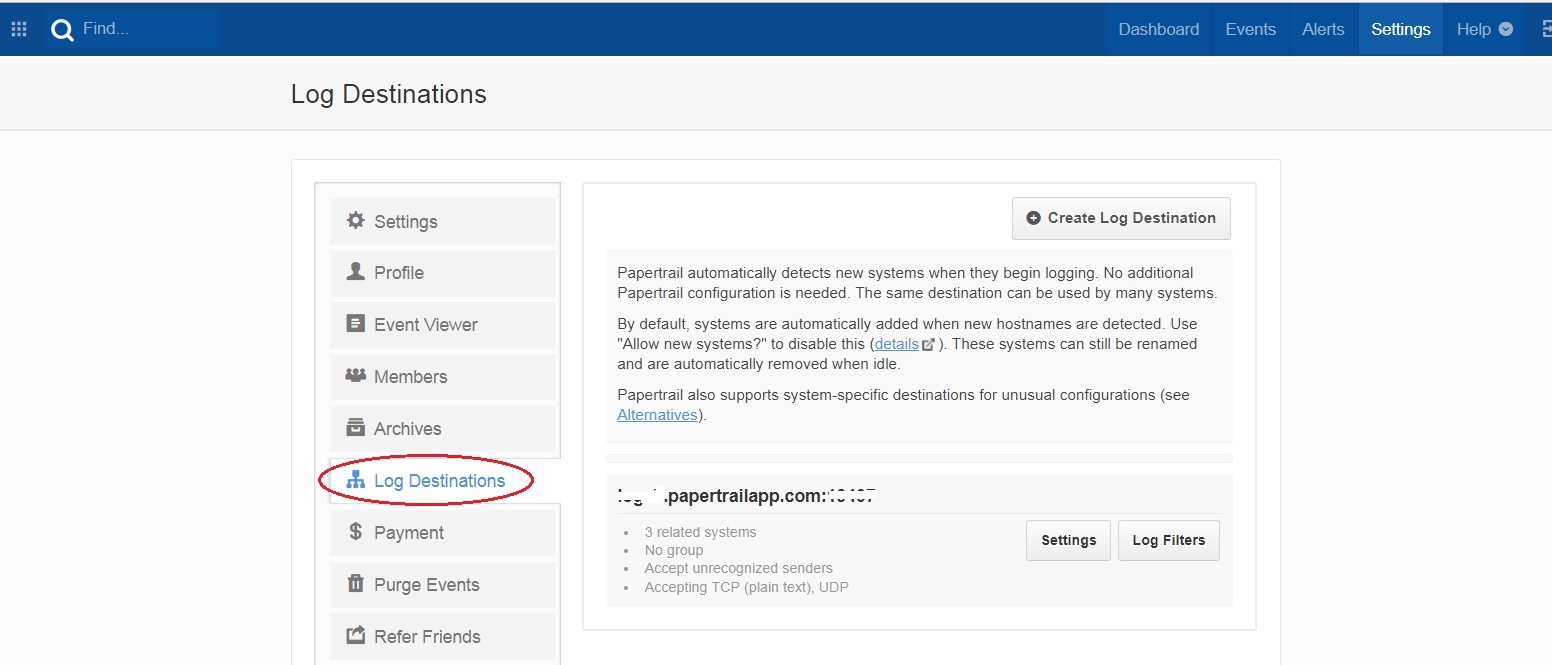 Find...
Dashboard
Events
Alerts
Settings
Help
Log Destinations
Settings
Profile
Event Viewer
Members
Archives
Log Destinations
Payment
Purge Events
Refer Friends
Create Log Destination
Papertrail automatically detects new systems when they begin logging. No additional
Papertrail configuration is needed. The same destination can be used by many systems.
By default, systems are automatically added when new hostnames are detected. Use
"Allow new systems?" to disable this (details ). These systems can still be renamed
and are automatically removed when idle.
Papertrail also supports system-specific destinations for unusual configurations (see
Alternatives).
.papertrailapp.com:
3 related systems
No group
Accept unrecognized senders
Accepting TCP (plain text), UDP
Settings
Log Filters